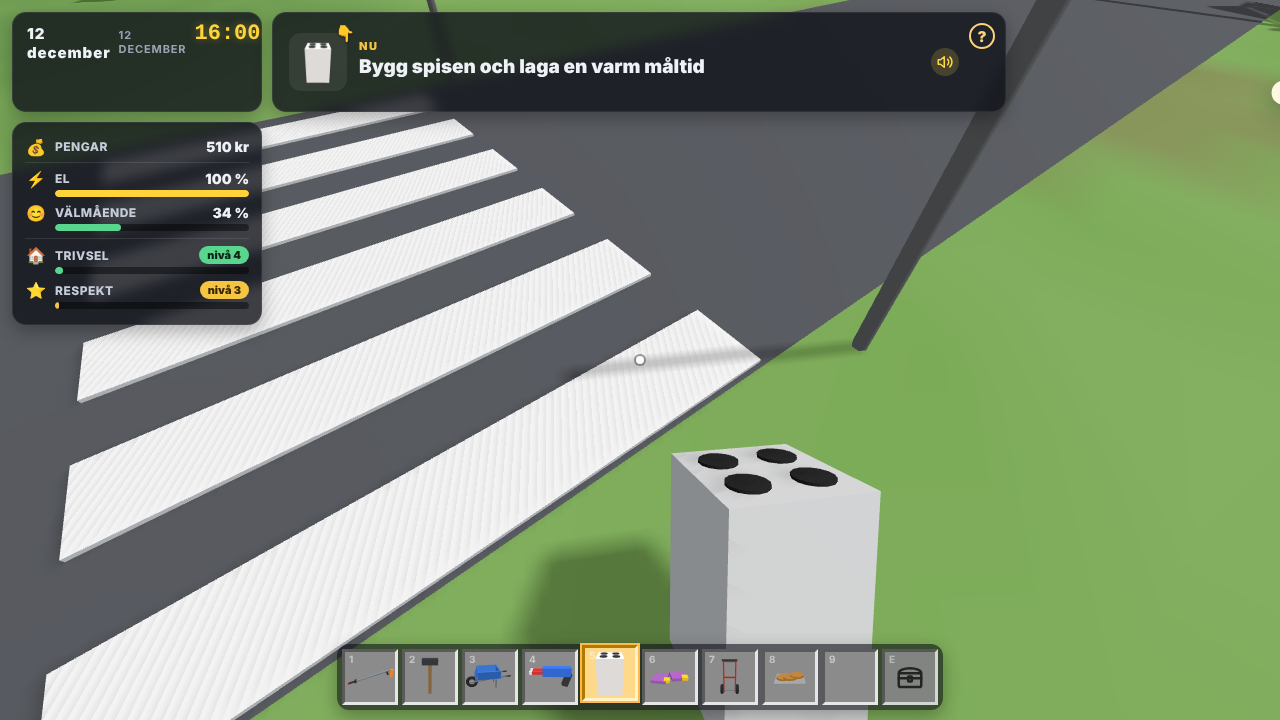 12 december
12 DECEMBER
16:00
NU
Bygg spisen och laga en varm måltid
?
PENGAR 510 kr
EL 100 %
VÄLMÅENDE 34 %
TRIVSEL nivå 4
RESPEKT nivå 3
1 2 3 4 6 7 8 9 E